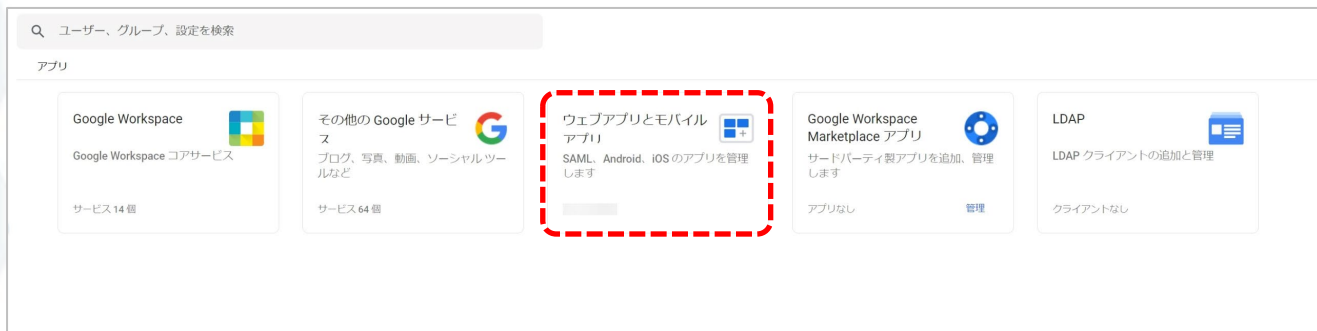 ユーザー、グループ、設定を検索
アプリ
Google Workspace
Google Workspace コアサービス
サービス 14 個
その他の Google サービ
ス
ブログ、写真、動画、ソーシャル ツー
ルなど
サービス 64 個
ウェブアプリとモバイル
アプリ
SAML、Android、iOS のアプリを管理
します
Google Workspace
Marketplace アプリ
サードパーティ製アプリを追加、管理
します
アプリなし
管理
LDAP
LDAP クライアントの追加と管理
クライアントなし